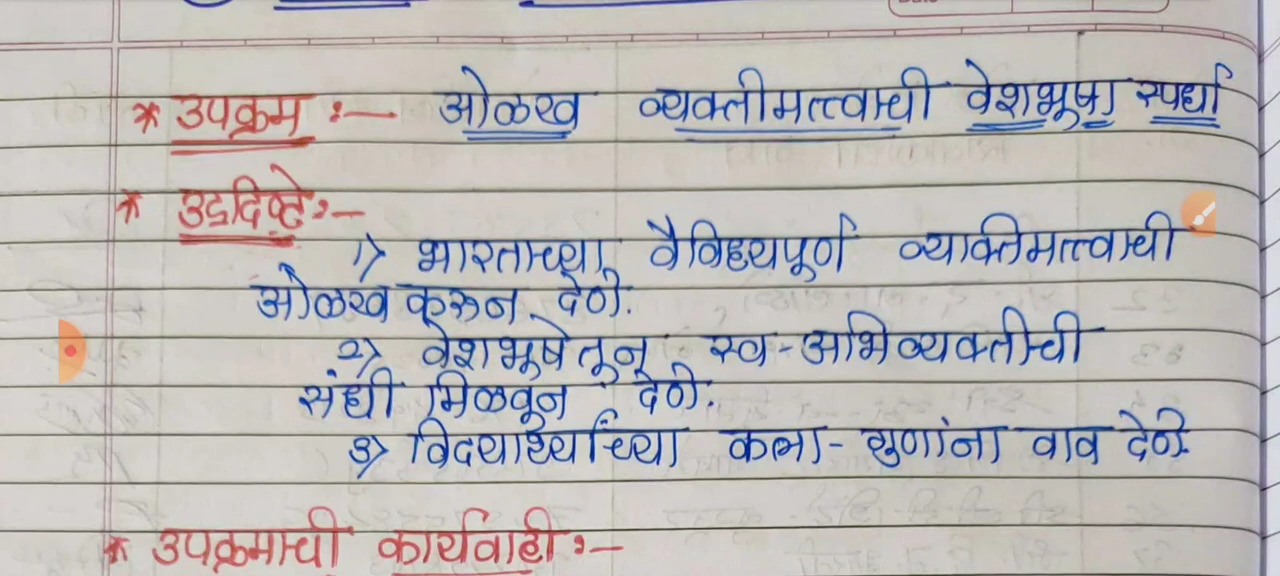 * उपक्रम :- ओळख व्यक्तीमत्त्वाची वेशभूषा स्पर्धा
* उद्दिष्टे:-
1) भारताच्या वैविध्यपूर्ण व्यक्तिमत्त्वाची
ओळख करून देणे.
2) वेशभूषेतून स्व-अभिव्यक्तीची
संधी मिळवून देणे.
3) विदयार्थ्यांच्या कला-गुणांना वाव देणे
* उपक्रमाची कार्यवाही :-